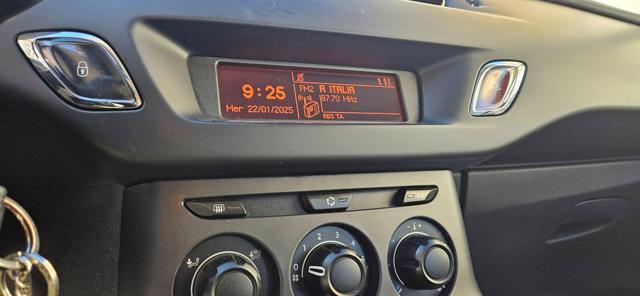 9:25
Mer 22/01/2025
FM2 R ITALIA
87.70 MHz
RDS TA
1 2 3 4